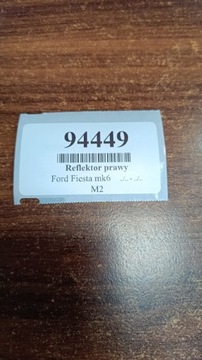 94449
Reflektor prawy
Ford Fiesta mk6 ../.. - ../..
M2